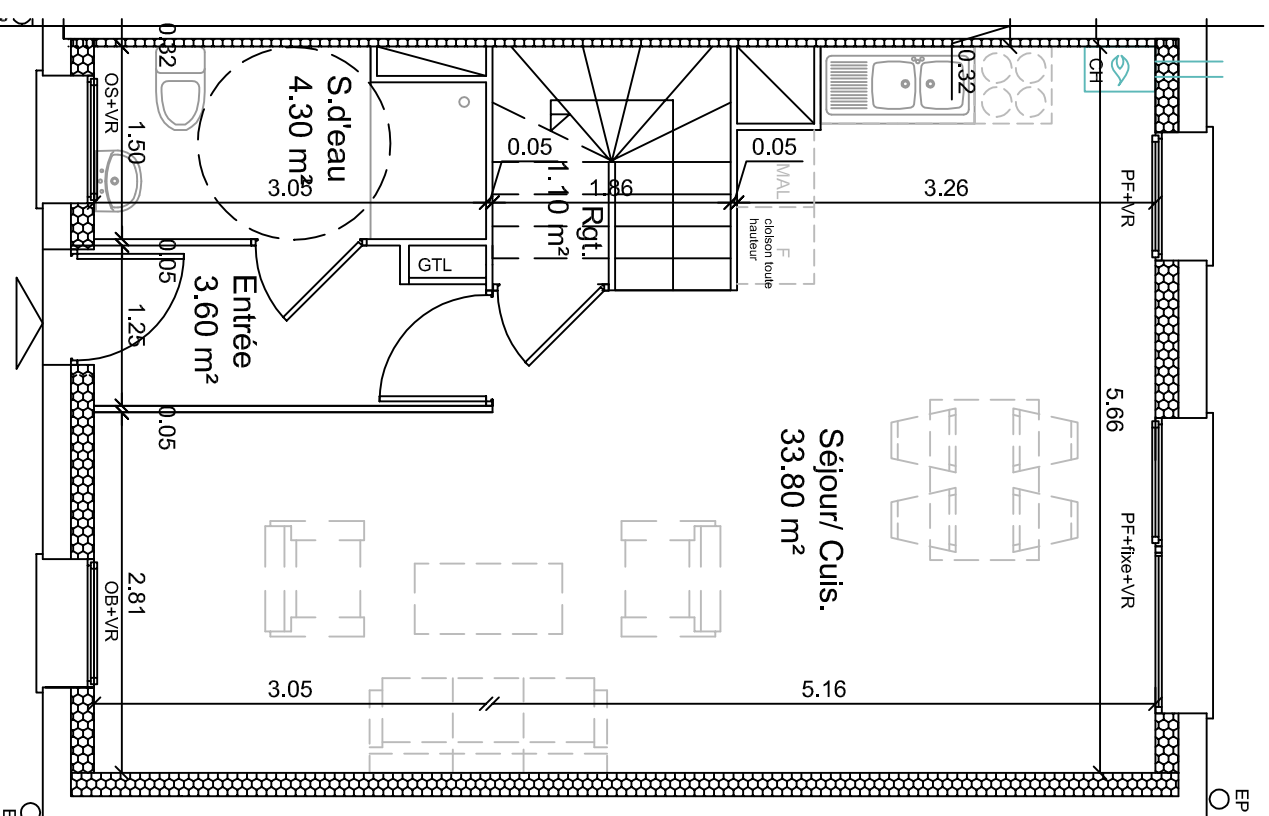 0.32
OS+VR
1.50
S.d'eau
4.30 m²
3.05
0.05
1.86
Rgt.
1.10 m²
0.05
MAL
F
cloison toute
hauteur
0.32
CH
3.26
PF+VR
GTL
0.05
Entrée
3.60 m²
1.25
0.05
5.66
Séjour/ Cuis.
33.80 m²
PF+fixe+VR
2.81
OB+VR
3.05
5.16
EP